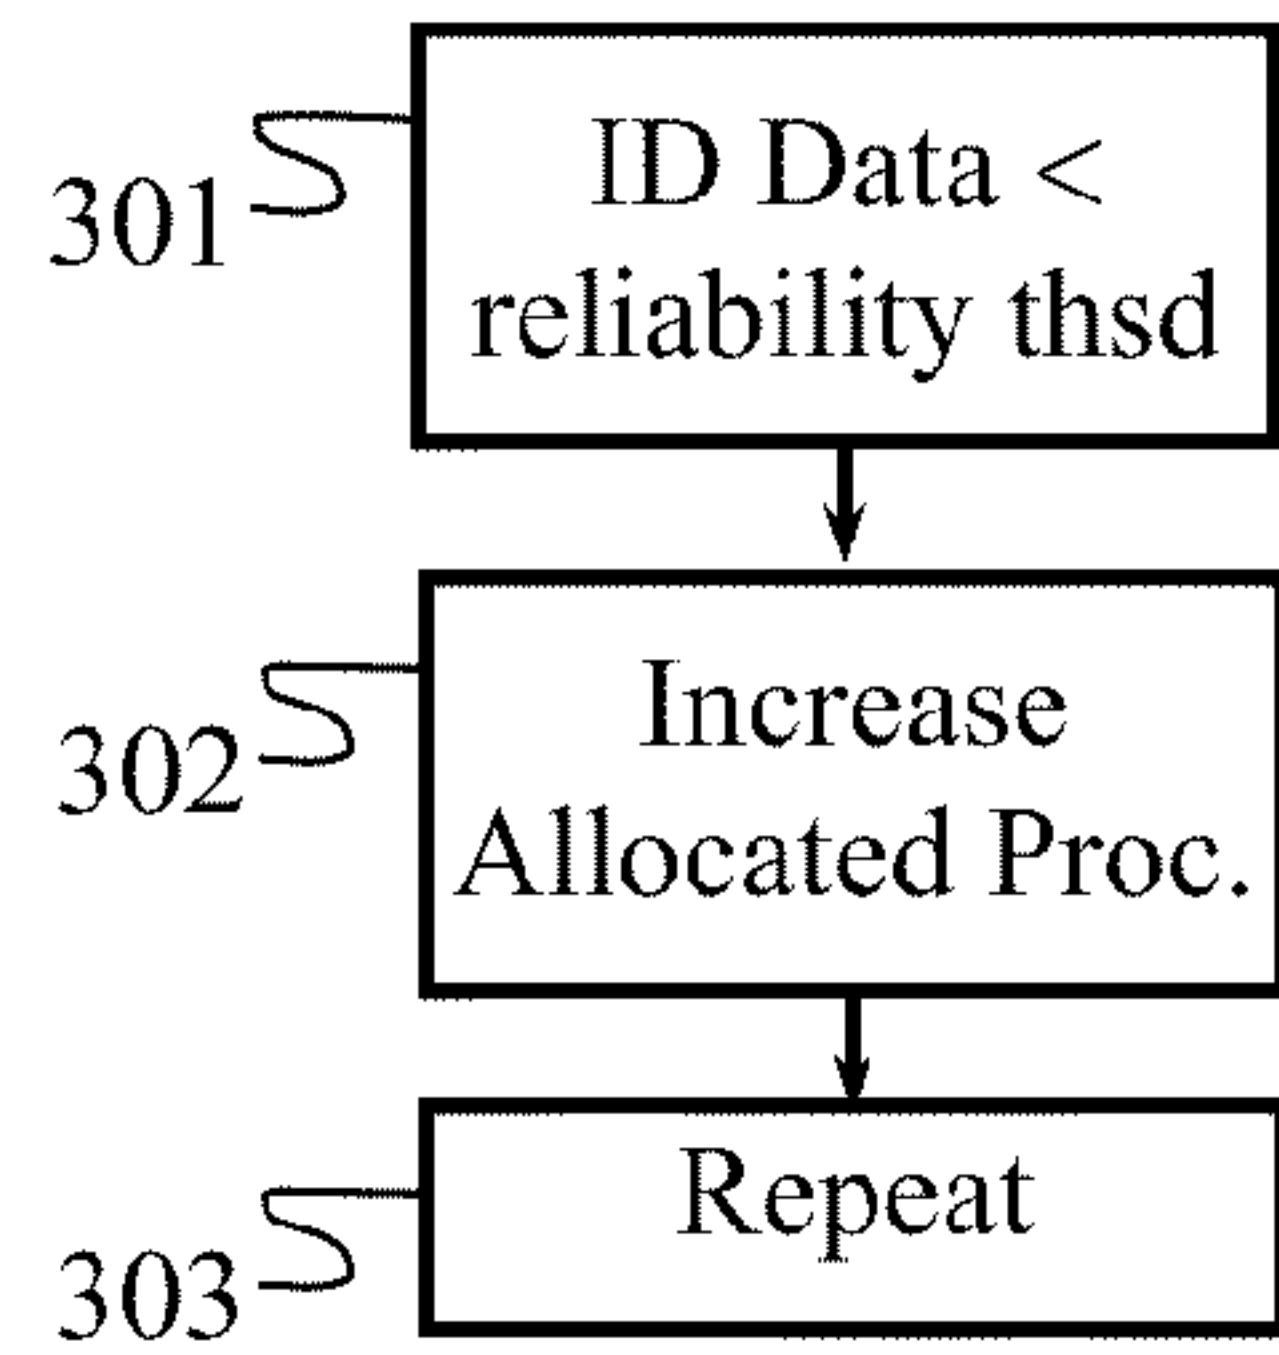 301
ID Data <
reliability thsd
302
Increase
Allocated Proc.
303
Repeat